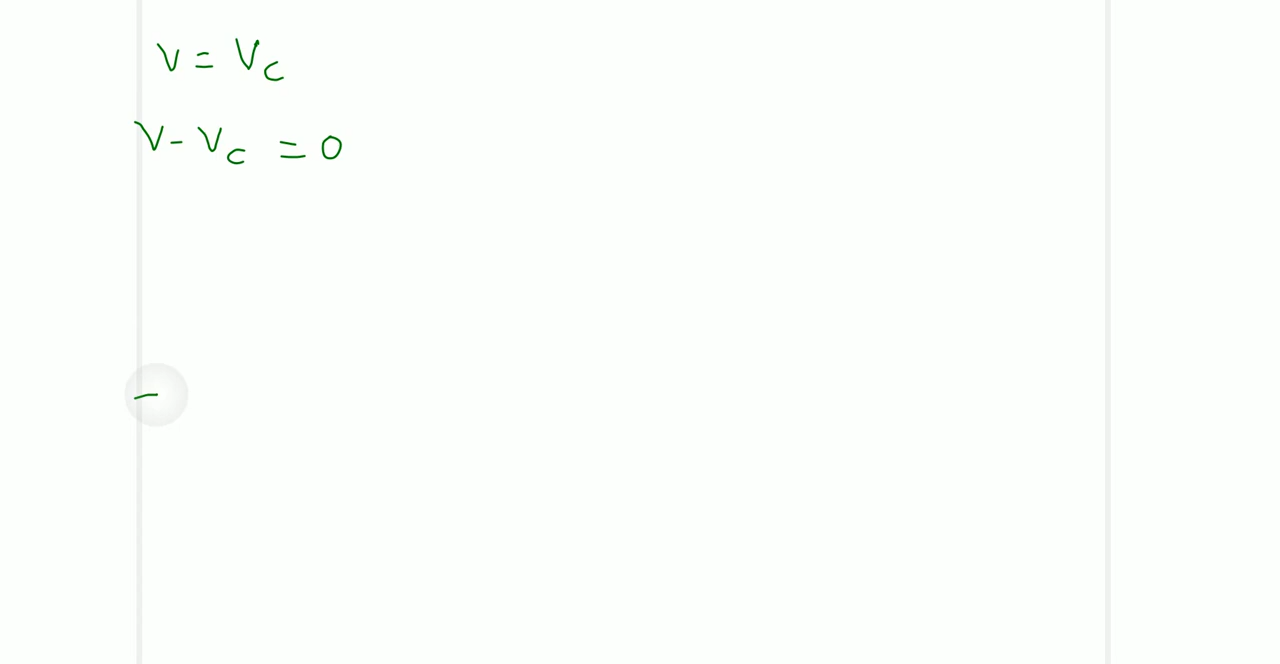 V = V_C
V - V_C = 0
-